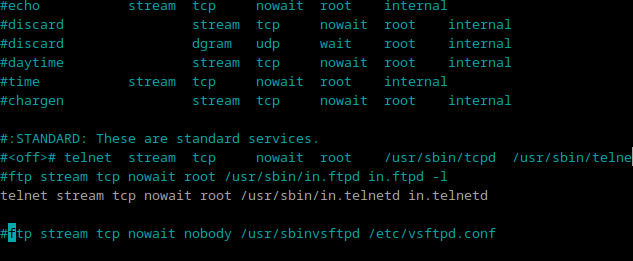 #echo stream tcp nowait root internal
#discard stream tcp nowait root internal
#discard dgram udp wait root internal
#daytime stream tcp nowait root internal
#time stream tcp nowait root internal
#chargen stream tcp nowait root internal
#:STANDARD: These are standard services.
#<off># telnet stream tcp nowait root /usr/sbin/tcpd /usr/sbin/telne
#ftp stream tcp nowait root /usr/sbin/in.ftpd in.ftpd -l
telnet stream tcp nowait root /usr/sbin/in.telnetd in.telnetd
#ftp stream tcp nowait nobody /usr/sbinvsftpd /etc/vsftpd.conf